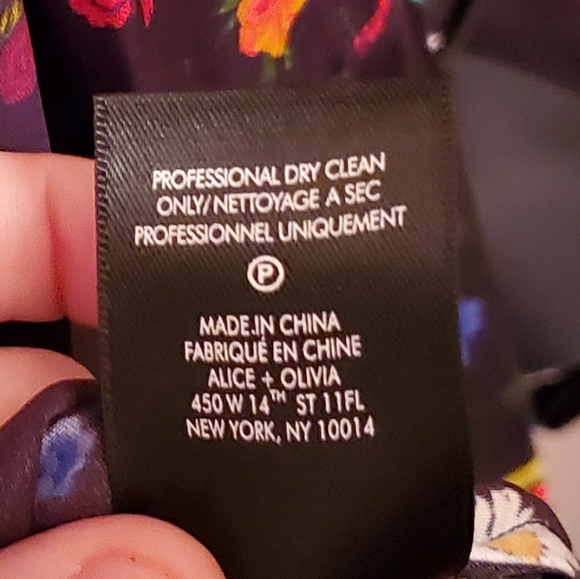 PROFESSIONAL DRY CLEAN
ONLY/NETTOYAGE A SEC
PROFESSIONNEL UNIQUEMENT
P
MADE.IN CHINA
FABRIQUÉ EN CHINE
ALICE + OLIVIA
450 W 14TH ST 11FL
NEW YORK, NY 10014